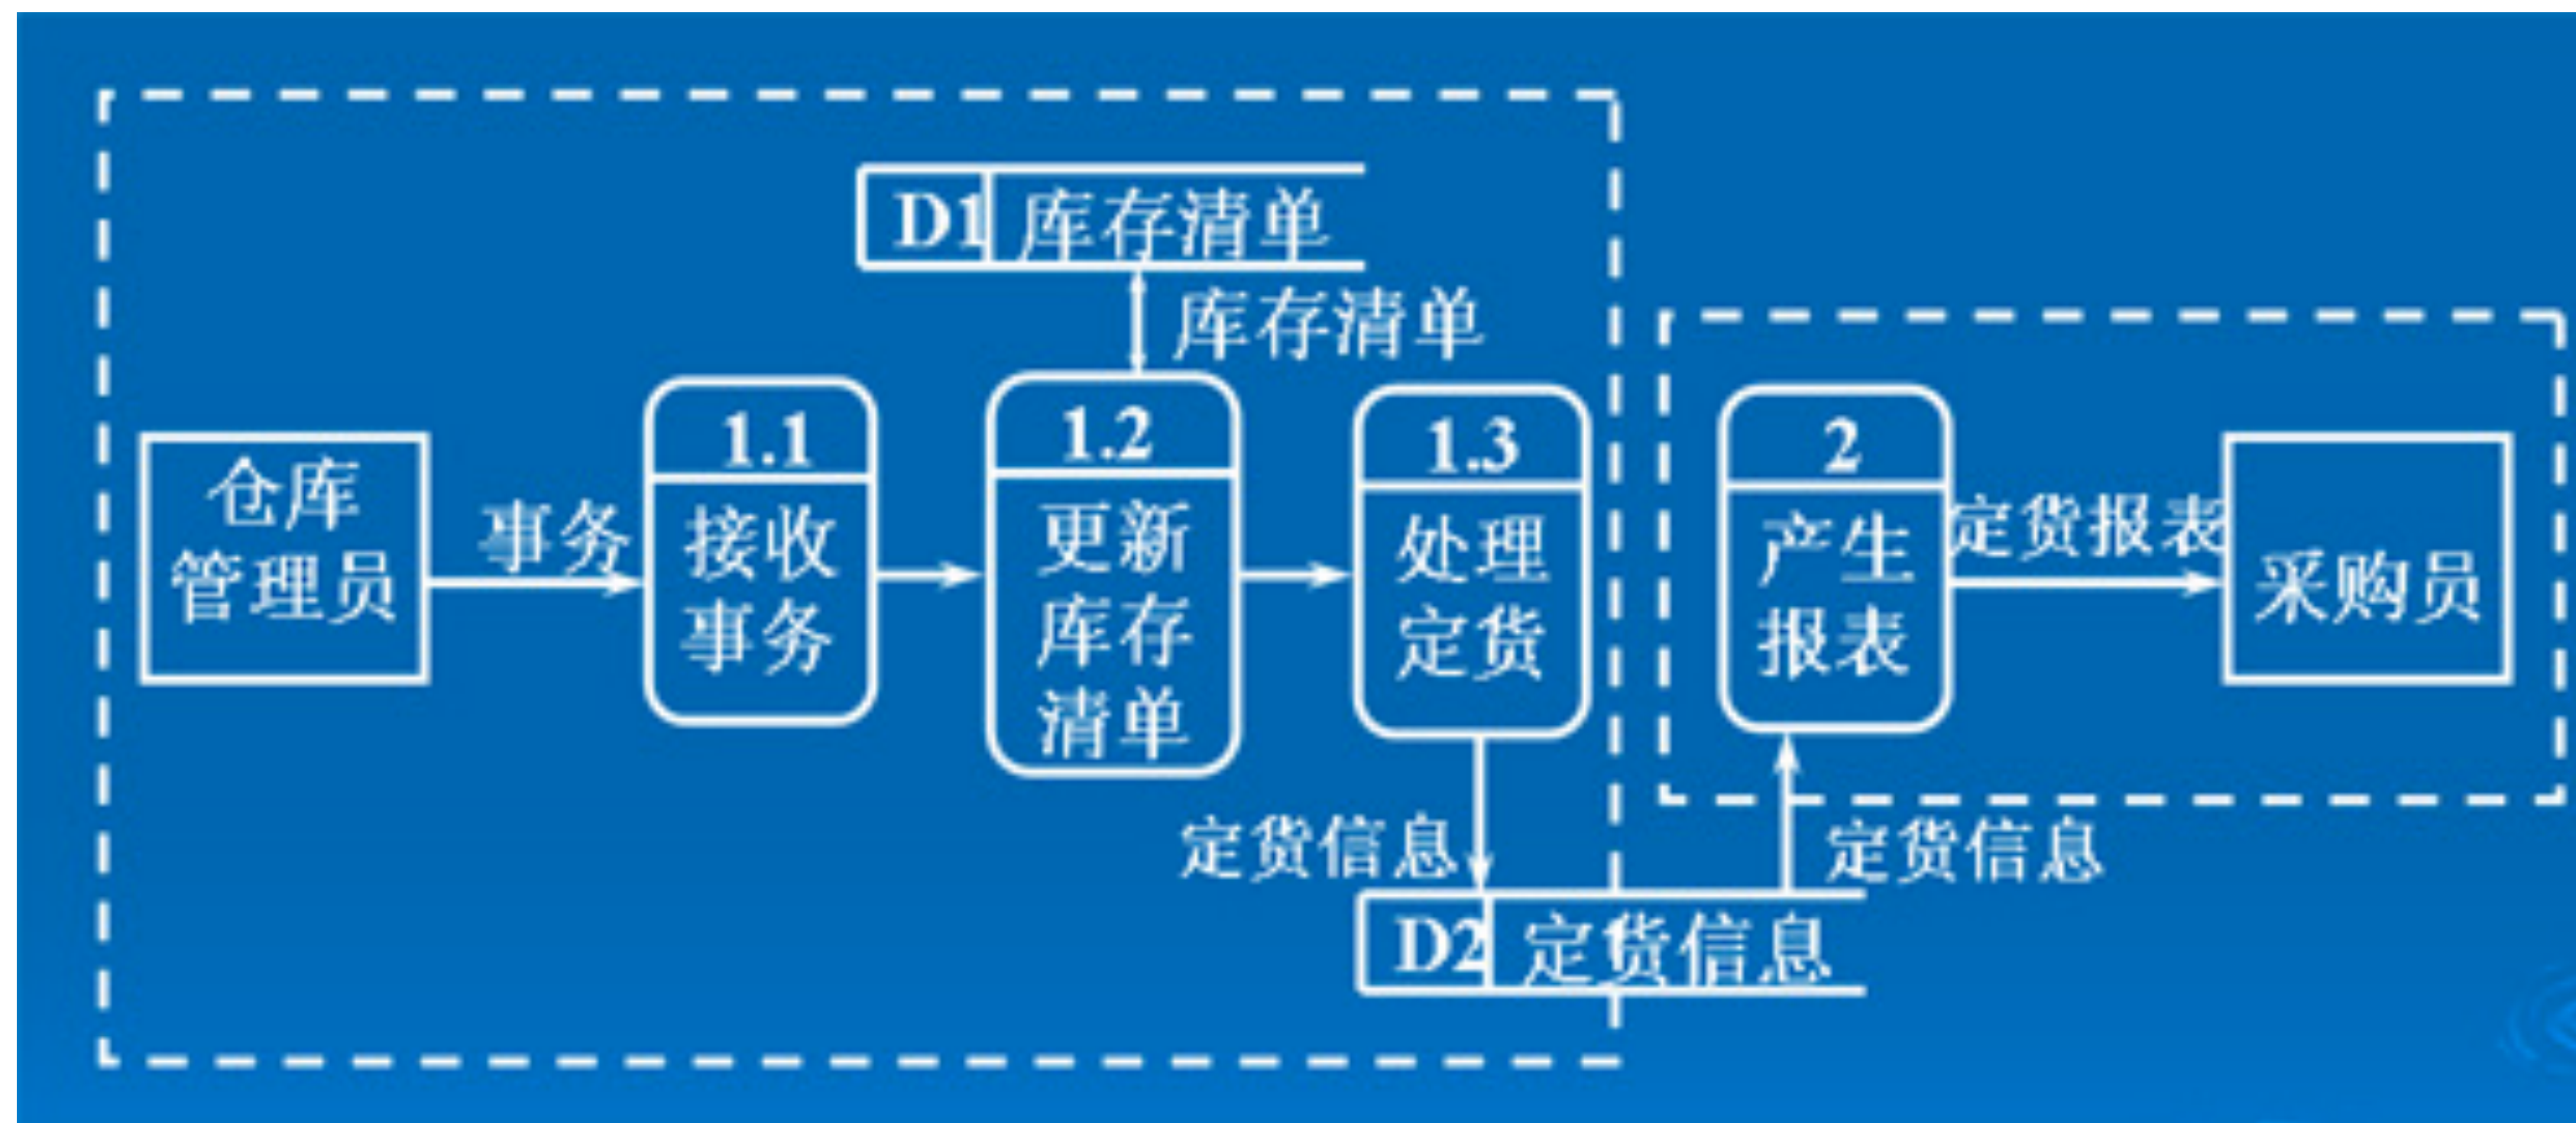 D1 库存清单
库存清单
仓库
管理员
事务
1.1
接收
事务
1.2
更新
库存
清单
1.3
处理
定货
2
产生
报表
定货报表
采购员
定货信息
定货信息
D2 定货信息